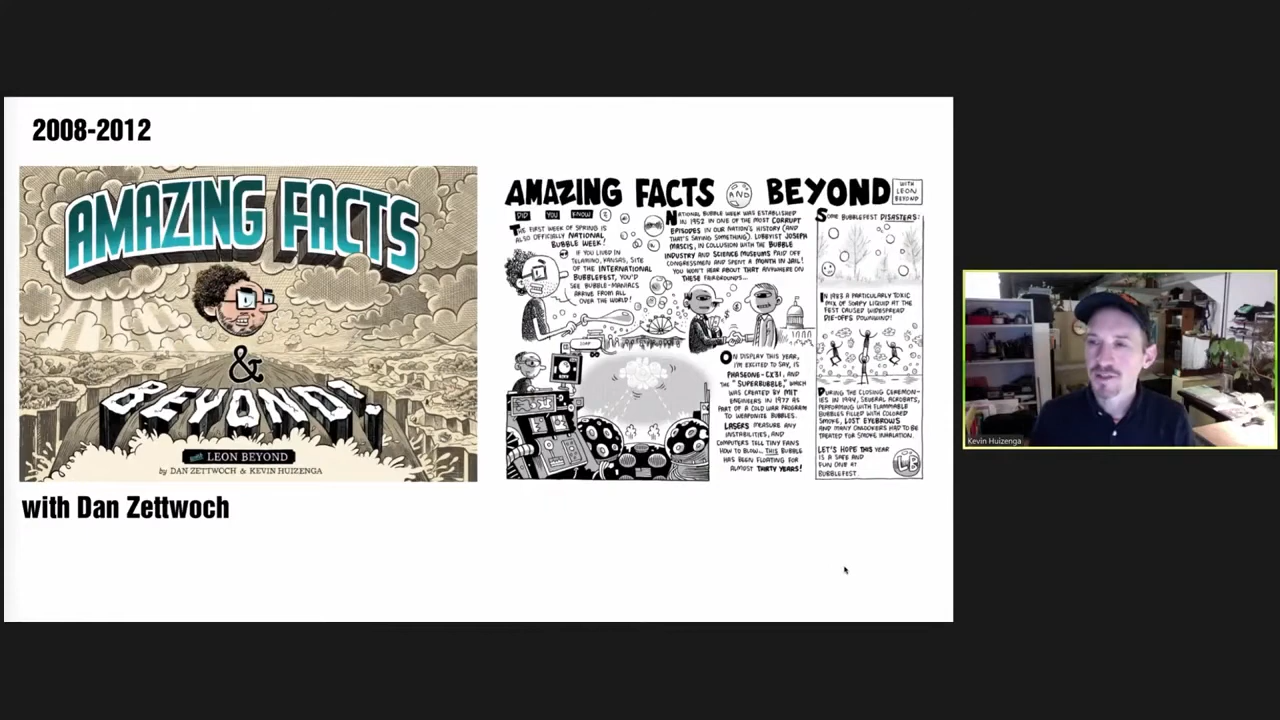 2008-2012
AMAZING FACTS
&
BEYOND!
with LEON BEYOND
by DAN ZETTWOCH & KEVIN HUIZENGA
with Dan Zettwoch
AMAZING FACTS AND BEYOND
WITH
LEON
BEYOND
DID YOU KNOW
THE FIRST WEEK OF SPRING IS
ALSO OFFICIALLY NATIONAL
BUBBLE WEEK!
IF YOU LIVED IN
TELAMINO, KANSAS, SITE
OF THE INTERNATIONAL
BUBBLEFEST, YOU'D
SEE BUBBLE-MANIACS
ARRIVE FROM ALL
OVER THE WORLD!
NATIONAL BUBBLE WEEK WAS ESTABLISHED
IN 1952 IN ONE OF THE MOST CORRUPT
EPISODES IN OUR NATION'S HISTORY (AND
THAT'S SAYING SOMETHING). LOBBYIST JOSEPH
MASCIS, IN COLLUSION WITH THE BUBBLE
INDUSTRY AND SCIENCE MUSEUMS PAID OFF
CONGRESSMEN AND SPENT A MONTH IN JAIL!
YOU WON'T HEAR ABOUT THAT ANYWHERE ON
THESE FAIRGROUNDS...
SOAP
ON DISPLAY THIS YEAR,
I'M EXCITED TO SAY, IS
PHASEONE-CX31, AND
THE "SUPERBUBBLE," WHICH
WAS CREATED BY MIT
ENGINEERS IN 1977 AS
PART OF A COLD WAR PROGRAM
TO WEAPONIZE BUBBLES.
LASERS MEASURE ANY
INSTABILITIES, AND
COMPUTERS TELL TINY FANS
HOW TO BLOW... THIS BUBBLE
HAS BEEN FLOATING FOR
ALMOST THIRTY YEARS!
SOME BUBBLEFEST DISASTERS:
IN 1983 A PARTICULARLY TOXIC
MIX OF SOAPY LIQUID AT THE
FEST CAUSED WIDESPREAD
DIE-OFFS DOWNWIND!
DURING THE CLOSING CEREMON-
IES IN 1994, SEVERAL ACROBATS,
PERFORMING WITH FLAMMABLE
BUBBLES FILLED WITH COLORED
SMOKE, LOST EYEBROWS
AND MANY ONLOOKERS HAD TO BE
TREATED FOR SMOKE INHALATION.
LET'S HOPE THIS YEAR
IS A SAFE AND
FUN ONE AT
BUBBLEFEST.
LB
Kevin Huizenga